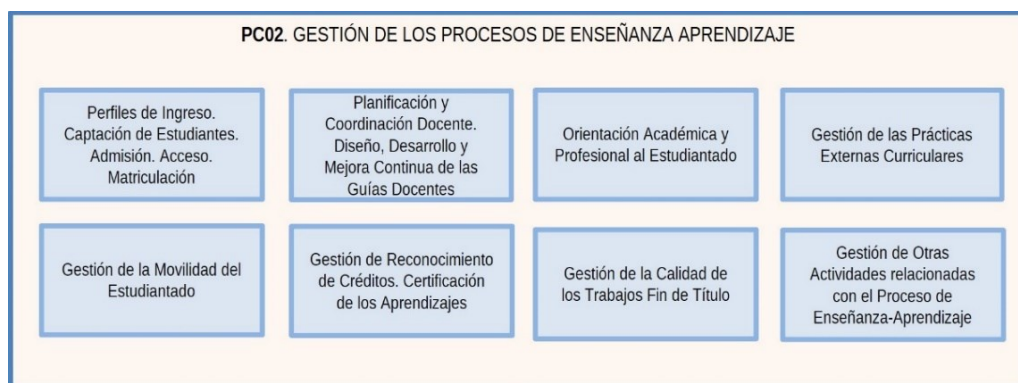 PC02. GESTIÓN DE LOS PROCESOS DE ENSEÑANZA APRENDIZAJE
Perfiles de Ingreso.
Captación de Estudiantes.
Admisión. Acceso.
Matriculación
Planificación y
Coordinación Docente.
Diseño, Desarrollo y
Mejora Continua de las
Guías Docentes
Orientación Académica y
Profesional al Estudiantado
Gestión de las Prácticas
Externas Curriculares
Gestión de la Movilidad del
Estudiantado
Gestión de Reconocimiento
de Créditos. Certificación
de los Aprendizajes
Gestión de la Calidad de
los Trabajos Fin de Título
Gestión de Otras
Actividades relacionadas
con el Proceso de
Enseñanza-Aprendizaje